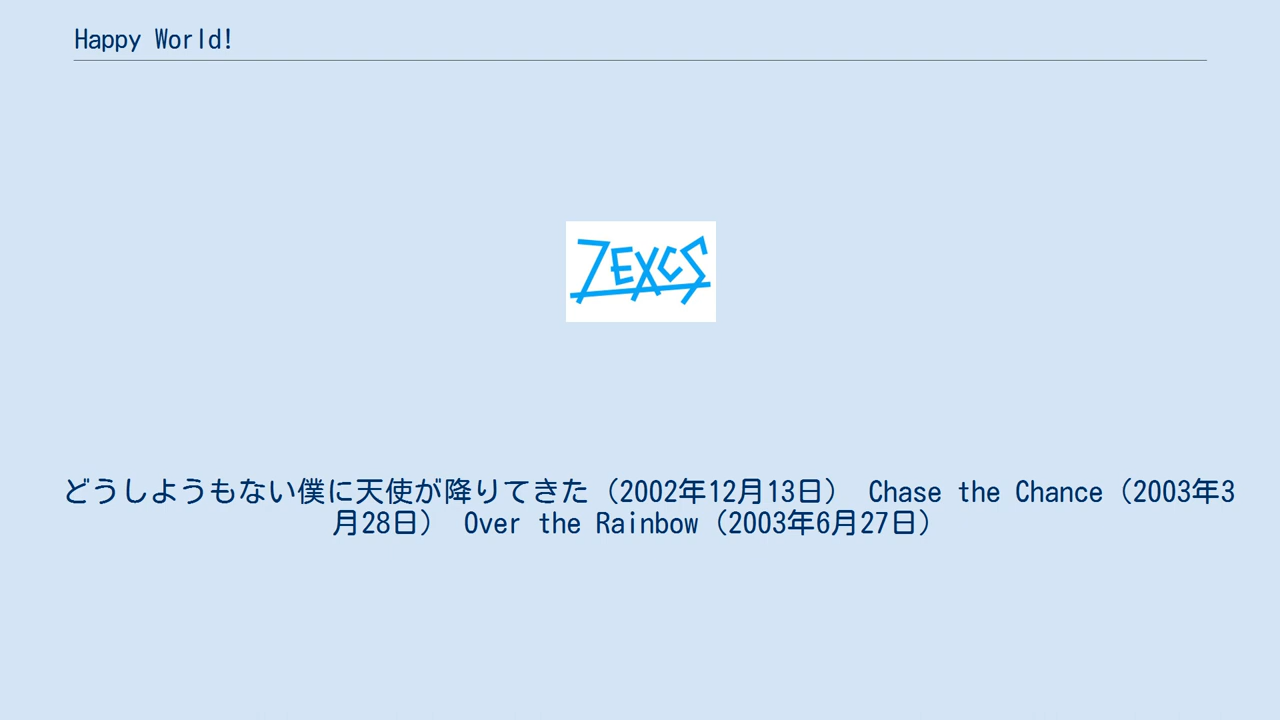 Happy World!
ZEXCS
どうしようもない僕に天使が降りてきた（2002年12月13日） Chase the Chance（2003年3
月28日） Over the Rainbow（2003年6月27日）